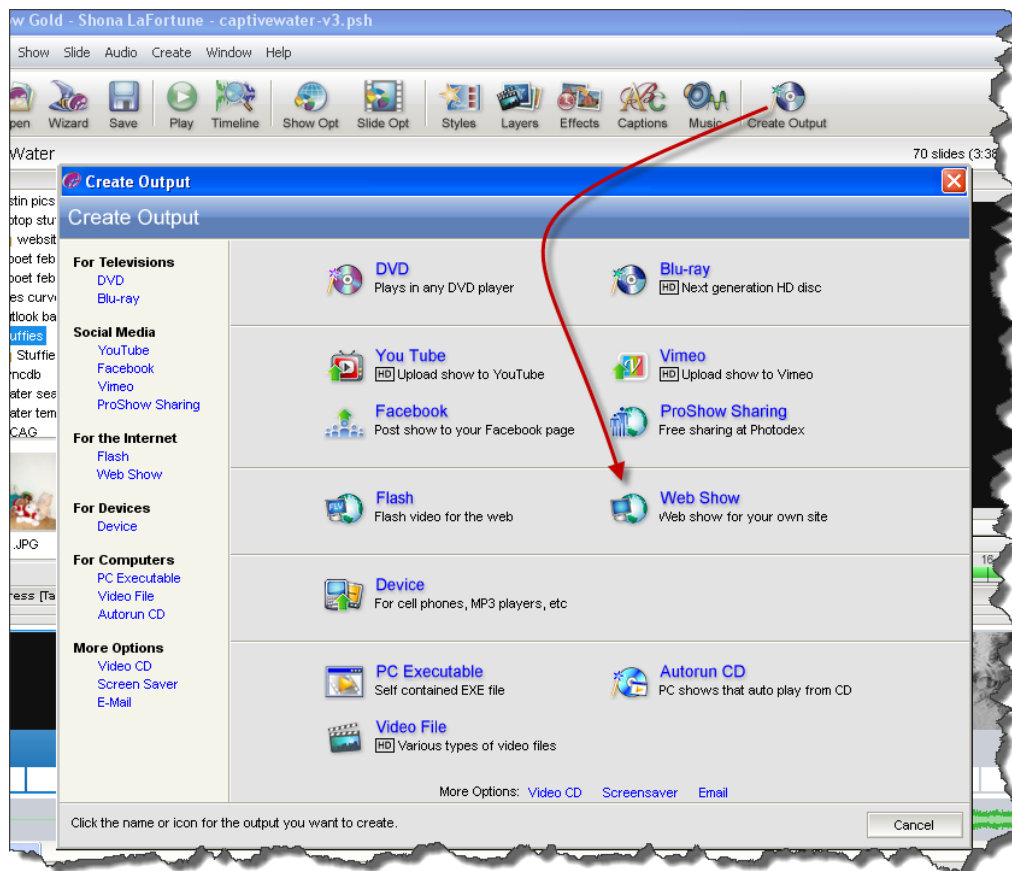 w Gold - Shona LaFortune - captivewater-v3.psh
Show Slide Audio Create Window Help
pen Wizard Save Play Timeline Show Opt Slide Opt Styles Layers Effects Captions Music Create Output
Water 70 slides (3:38
Create Output
Create Output
stin pics
ptop stu
websit
poet feb
poet feb
es curv
tlook ba
uffies
Stuffie
ncdb
ater sea
ater tem
CAG
.JPG
ress [Ta
16
For Televisions
DVD
Blu-ray
Social Media
YouTube
Facebook
Vimeo
ProShow Sharing
For the Internet
Flash
Web Show
For Devices
Device
For Computers
PC Executable
Video File
Autorun CD
More Options
Video CD
Screen Saver
E-Mail
DVD
Plays in any DVD player
Blu-ray
HD Next generation HD disc
You Tube
HD Upload show to YouTube
Vimeo
HD Upload show to Vimeo
Facebook
Post show to your Facebook page
ProShow Sharing
Free sharing at Photodex
FLV
Flash
Flash video for the web
Web Show
Web show for your own site
Device
For cell phones, MP3 players, etc
PC Executable
Self contained EXE file
Autorun CD
PC shows that auto play from CD
Video File
HD Various types of video files
More Options: Video CD Screensaver Email
Click the name or icon for the output you want to create.
Cancel